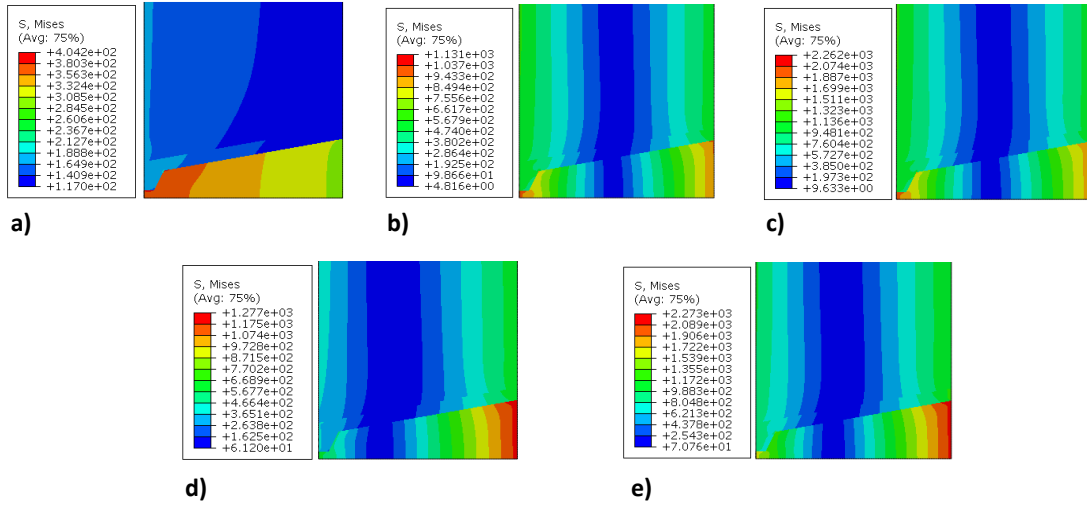 S, Mises
(Avg: 75%)
+4.042e+02
+3.803e+02
+3.563e+02
+3.324e+02
+3.085e+02
+2.845e+02
+2.606e+02
+2.367e+02
+2.127e+02
+1.888e+02
+1.649e+02
+1.409e+02
+1.170e+02
a)
S, Mises
(Avg: 75%)
+1.131e+03
+1.037e+03
+9.433e+02
+8.494e+02
+7.556e+02
+6.617e+02
+5.679e+02
+4.740e+02
+3.802e+02
+2.864e+02
+1.925e+02
+9.866e+01
+4.816e+00
b)
S, Mises
(Avg: 75%)
+2.262e+03
+2.074e+03
+1.887e+03
+1.699e+03
+1.511e+03
+1.323e+03
+1.136e+03
+9.481e+02
+7.604e+02
+5.727e+02
+3.850e+02
+1.973e+02
+9.633e+00
c)
S, Mises
(Avg: 75%)
+1.277e+03
+1.175e+03
+1.074e+03
+9.728e+02
+8.715e+02
+7.702e+02
+6.689e+02
+5.677e+02
+4.664e+02
+3.651e+02
+2.638e+02
+1.625e+02
+6.120e+01
d)
S, Mises
(Avg: 75%)
+2.273e+03
+2.089e+03
+1.906e+03
+1.722e+03
+1.539e+03
+1.355e+03
+1.172e+03
+9.883e+02
+8.048e+02
+6.213e+02
+4.378e+02
+2.543e+02
+7.076e+01
e)